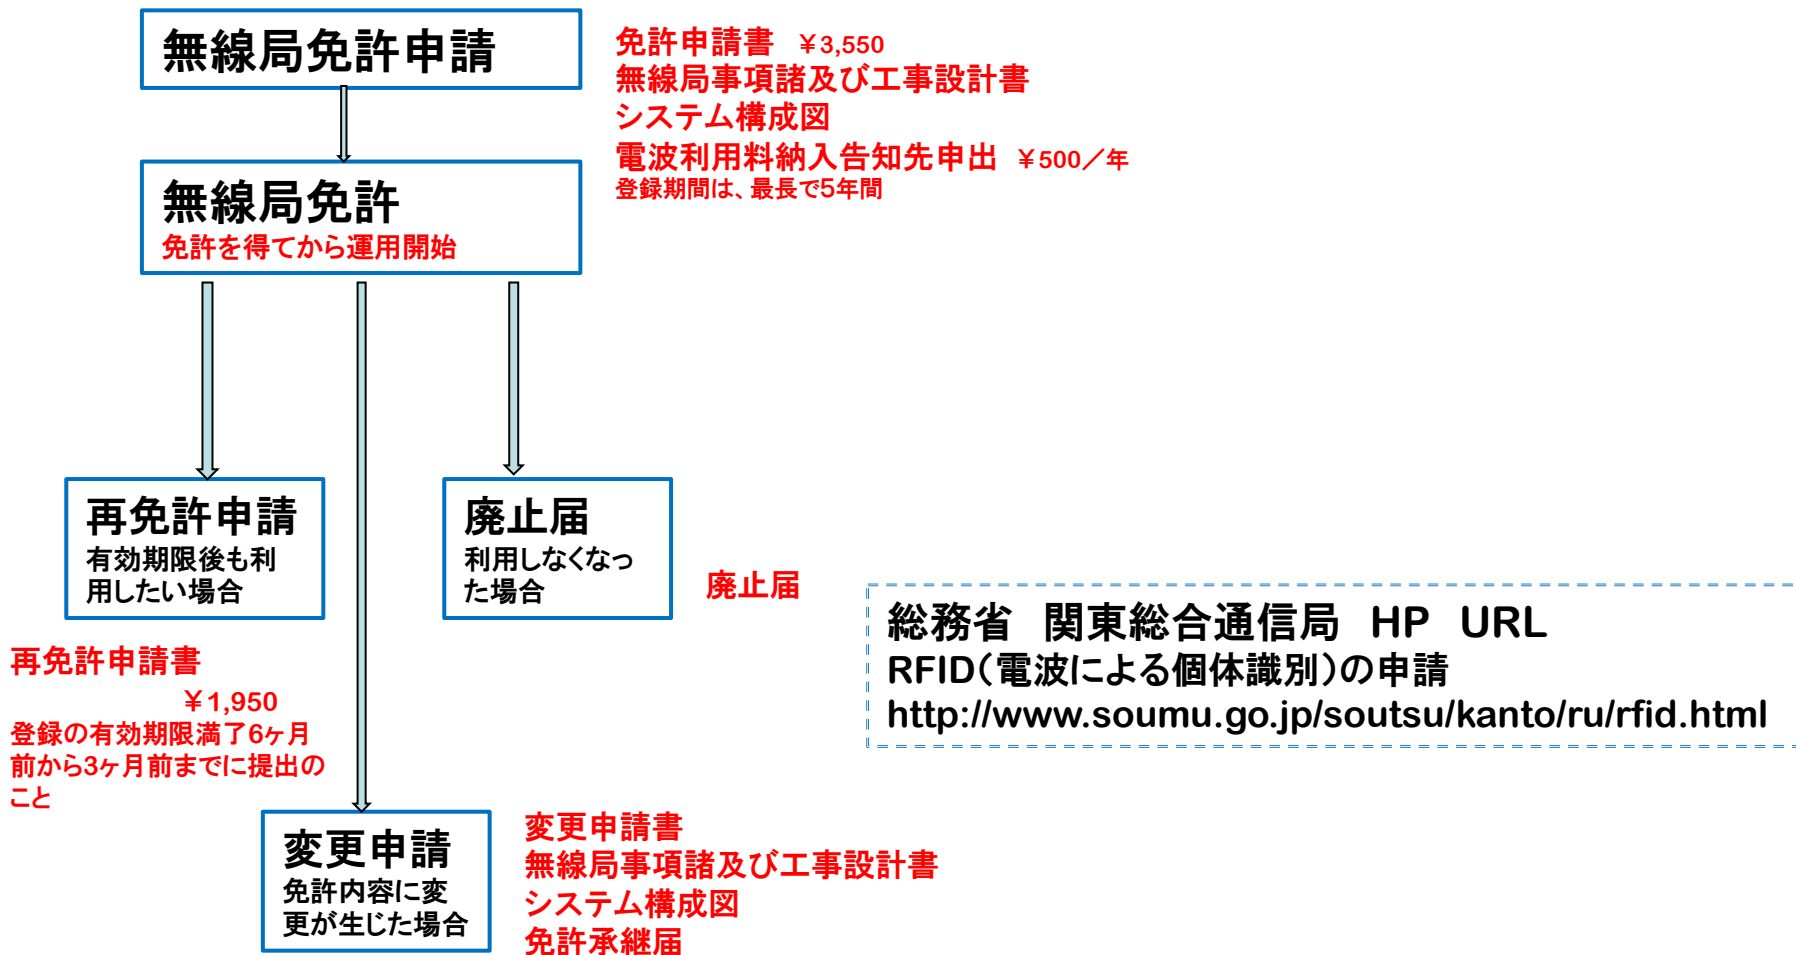 無線局免許申請
免許申請書　¥3,550
無線局事項諸及び工事設計書
システム構成図
電波利用料納入告知先申出　¥500／年
登録期間は、最長で5年間
無線局免許
免許を得てから運用開始
再免許申請
有効期限後も利
用したい場合
廃止届
利用しなくなっ
た場合
廃止届
再免許申請書
¥1,950
登録の有効期限満了6ヶ月
前から3ヶ月前までに提出の
こと
総務省　関東総合通信局　HP　URL
RFID（電波による個体識別）の申請
http://www.soumu.go.jp/soutsu/kanto/ru/rfid.html
変更申請
免許内容に変
更が生じた場合
変更申請書
無線局事項諸及び工事設計書
システム構成図
免許承継届